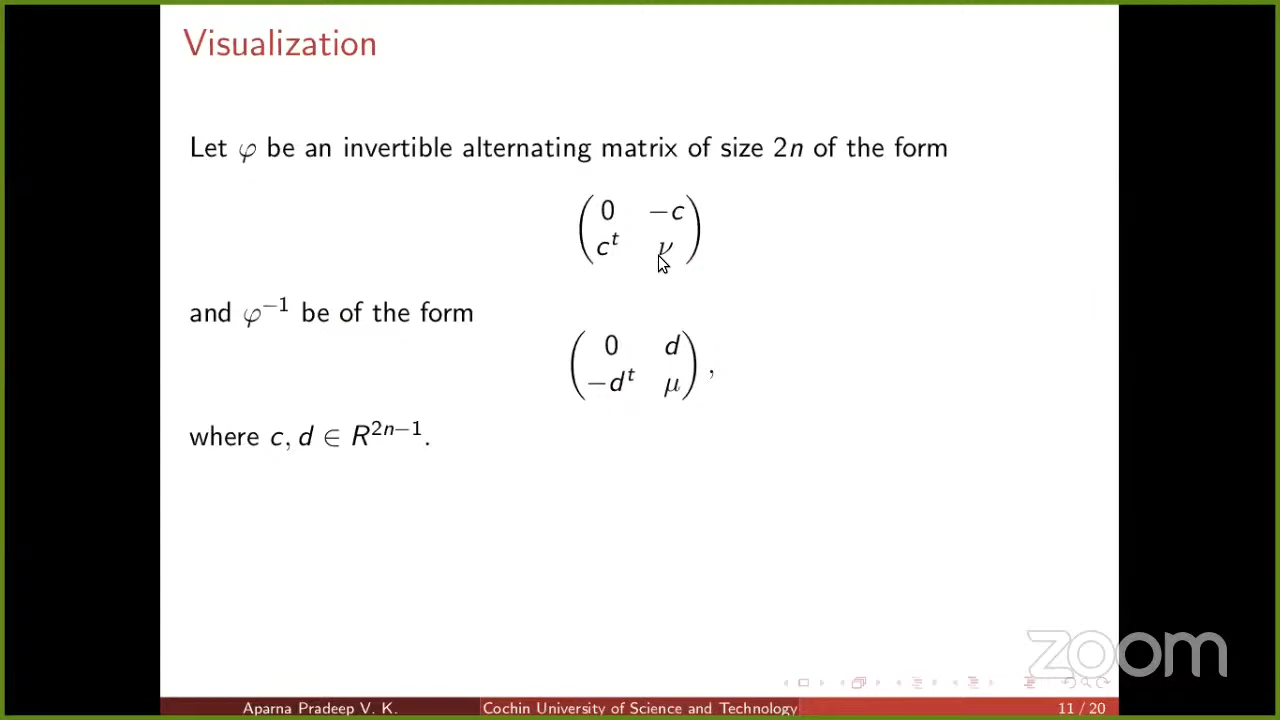 Visualization
Let φ be an invertible alternating matrix of size 2n of the form
( 0 −c
c^t ν )
and φ^{−1} be of the form
( 0 d
−d^t μ ),
where c, d ∈ R^{2n−1}.
zoom
Aparna Pradeep V. K. Cochin University of Science and Technology 11 / 20